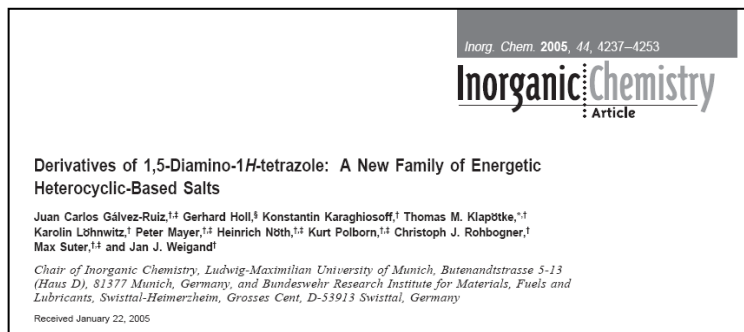 Inorg. Chem. 2005, 44, 4237–4253
Inorganic Chemistry
Article
Derivatives of 1,5-Diamino-1H-tetrazole: A New Family of Energetic
Heterocyclic-Based Salts
Juan Carlos Gálvez-Ruiz,†,‡ Gerhard Holl,§ Konstantin Karaghiosoff,† Thomas M. Klapötke,*,†
Karolin Löhnwitz,† Peter Mayer,†,‡ Heinrich Nöth,†,‡ Kurt Polborn,†,‡ Christoph J. Rohbogner,†
Max Suter,†,‡ and Jan J. Weigand†
Chair of Inorganic Chemistry, Ludwig-Maximilian University of Munich, Butenandtstrasse 5-13
(Haus D), 81377 Munich, Germany, and Bundeswehr Research Institute for Materials, Fuels and
Lubricants, Swisttal-Heimerzheim, Grosses Cent, D-53913 Swisttal, Germany
Received January 22, 2005